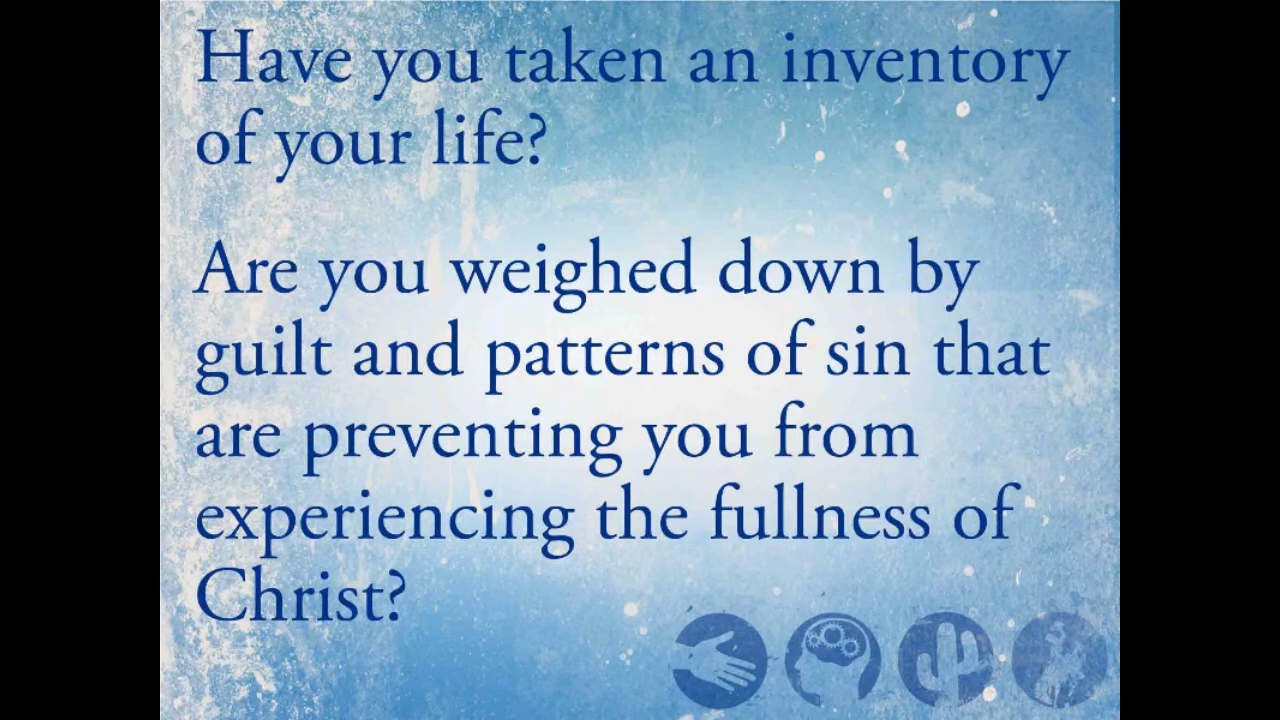 Have you taken an inventory
of your life?
Are you weighed down by
guilt and patterns of sin that
are preventing you from
experiencing the fullness of
Christ?